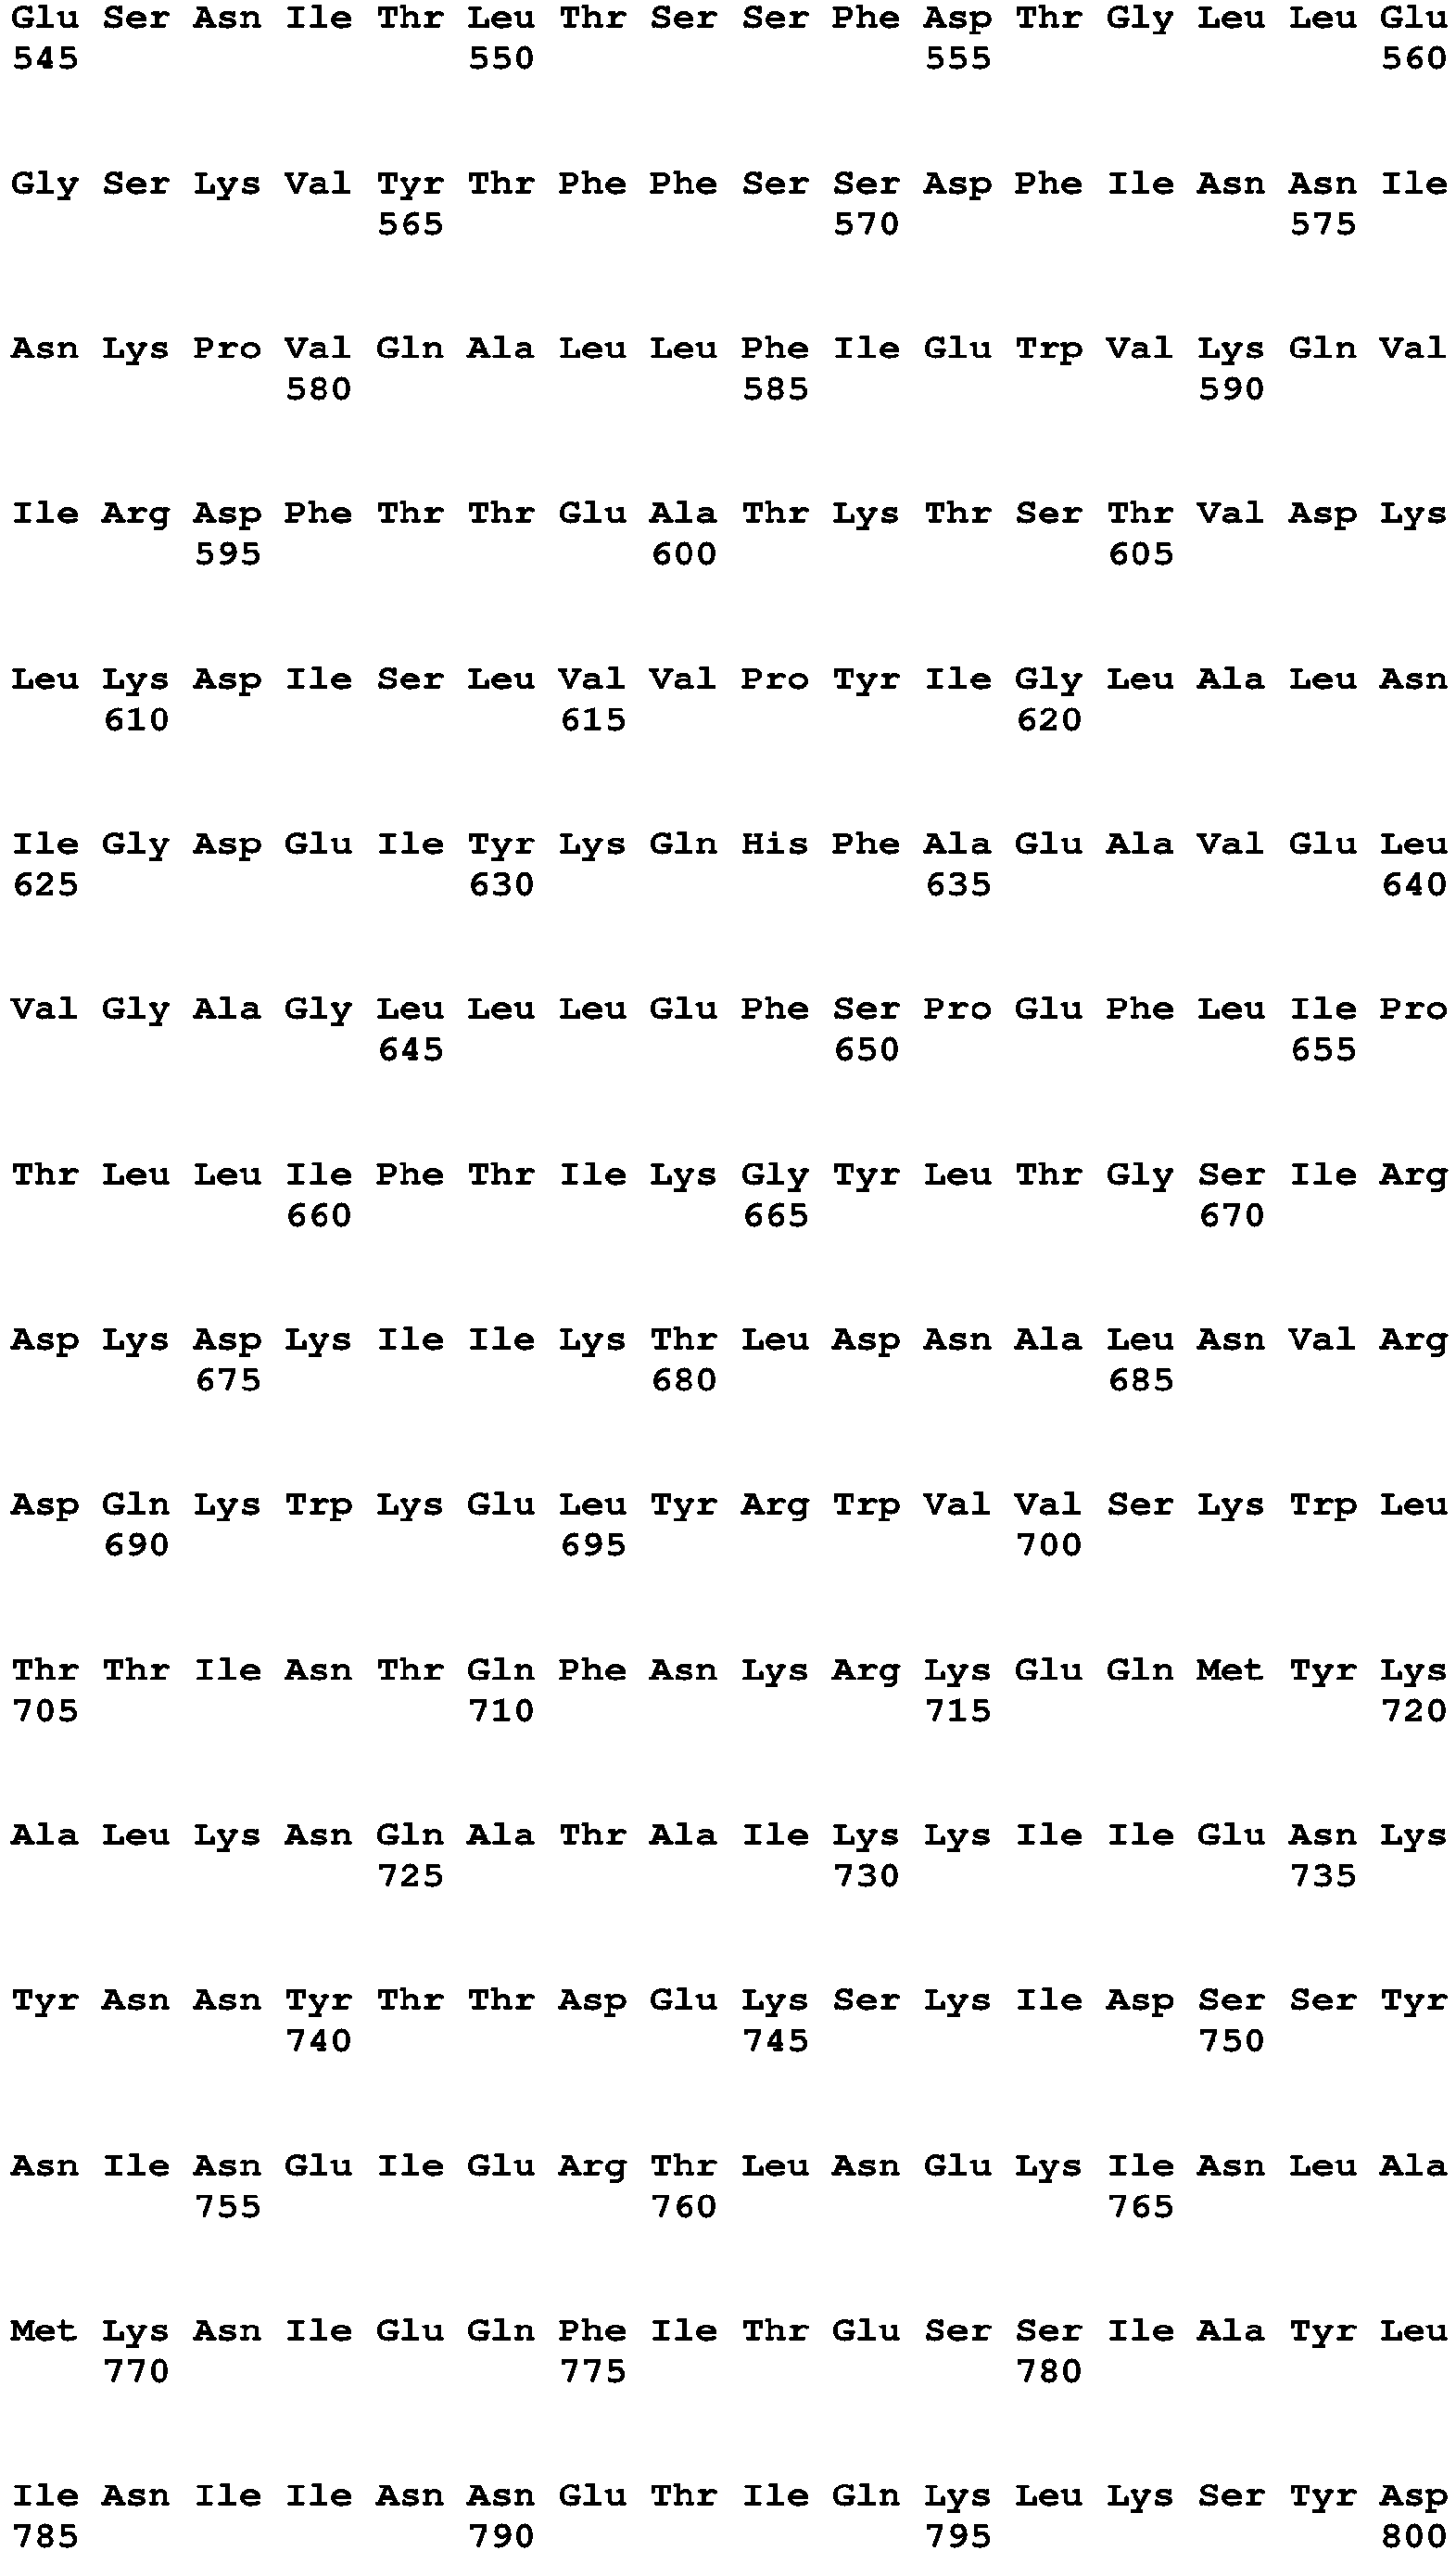 Glu Ser Asn Ile Thr Leu Thr Ser Ser Phe Asp Thr Gly Leu Leu Glu
545 550 555 560
Gly Ser Lys Val Tyr Thr Phe Phe Ser Ser Asp Phe Ile Asn Asn Ile
565 570 575
Asn Lys Pro Val Gln Ala Leu Leu Phe Ile Glu Trp Val Lys Gln Val
580 585 590
Ile Arg Asp Phe Thr Thr Glu Ala Thr Lys Thr Ser Thr Val Asp Lys
595 600 605
Leu Lys Asp Ile Ser Leu Val Val Pro Tyr Ile Gly Leu Ala Leu Asn
610 615 620
Ile Gly Asp Glu Ile Tyr Lys Gln His Phe Ala Glu Ala Val Glu Leu
625 630 635 640
Val Gly Ala Gly Leu Leu Leu Glu Phe Ser Pro Glu Phe Leu Ile Pro
645 650 655
Thr Leu Leu Ile Phe Thr Ile Lys Gly Tyr Leu Thr Gly Ser Ile Arg
660 665 670
Asp Lys Asp Lys Ile Ile Lys Thr Leu Asp Asn Ala Leu Asn Val Arg
675 680 685
Asp Gln Lys Trp Lys Glu Leu Tyr Arg Trp Val Val Ser Lys Trp Leu
690 695 700
Thr Thr Ile Asn Thr Gln Phe Asn Lys Arg Lys Glu Gln Met Tyr Lys
705 710 715 720
Ala Leu Lys Asn Gln Ala Thr Ala Ile Lys Lys Ile Ile Glu Asn Lys
725 730 735
Tyr Asn Asn Tyr Thr Thr Asp Glu Lys Ser Lys Ile Asp Ser Ser Tyr
740 745 750
Asn Ile Asn Glu Ile Glu Arg Thr Leu Asn Glu Lys Ile Asn Leu Ala
755 760 765
Met Lys Asn Ile Glu Gln Phe Ile Thr Glu Ser Ser Ile Ala Tyr Leu
770 775 780
Ile Asn Ile Ile Asn Asn Glu Thr Ile Gln Lys Leu Lys Ser Tyr Asp
785 790 795 800